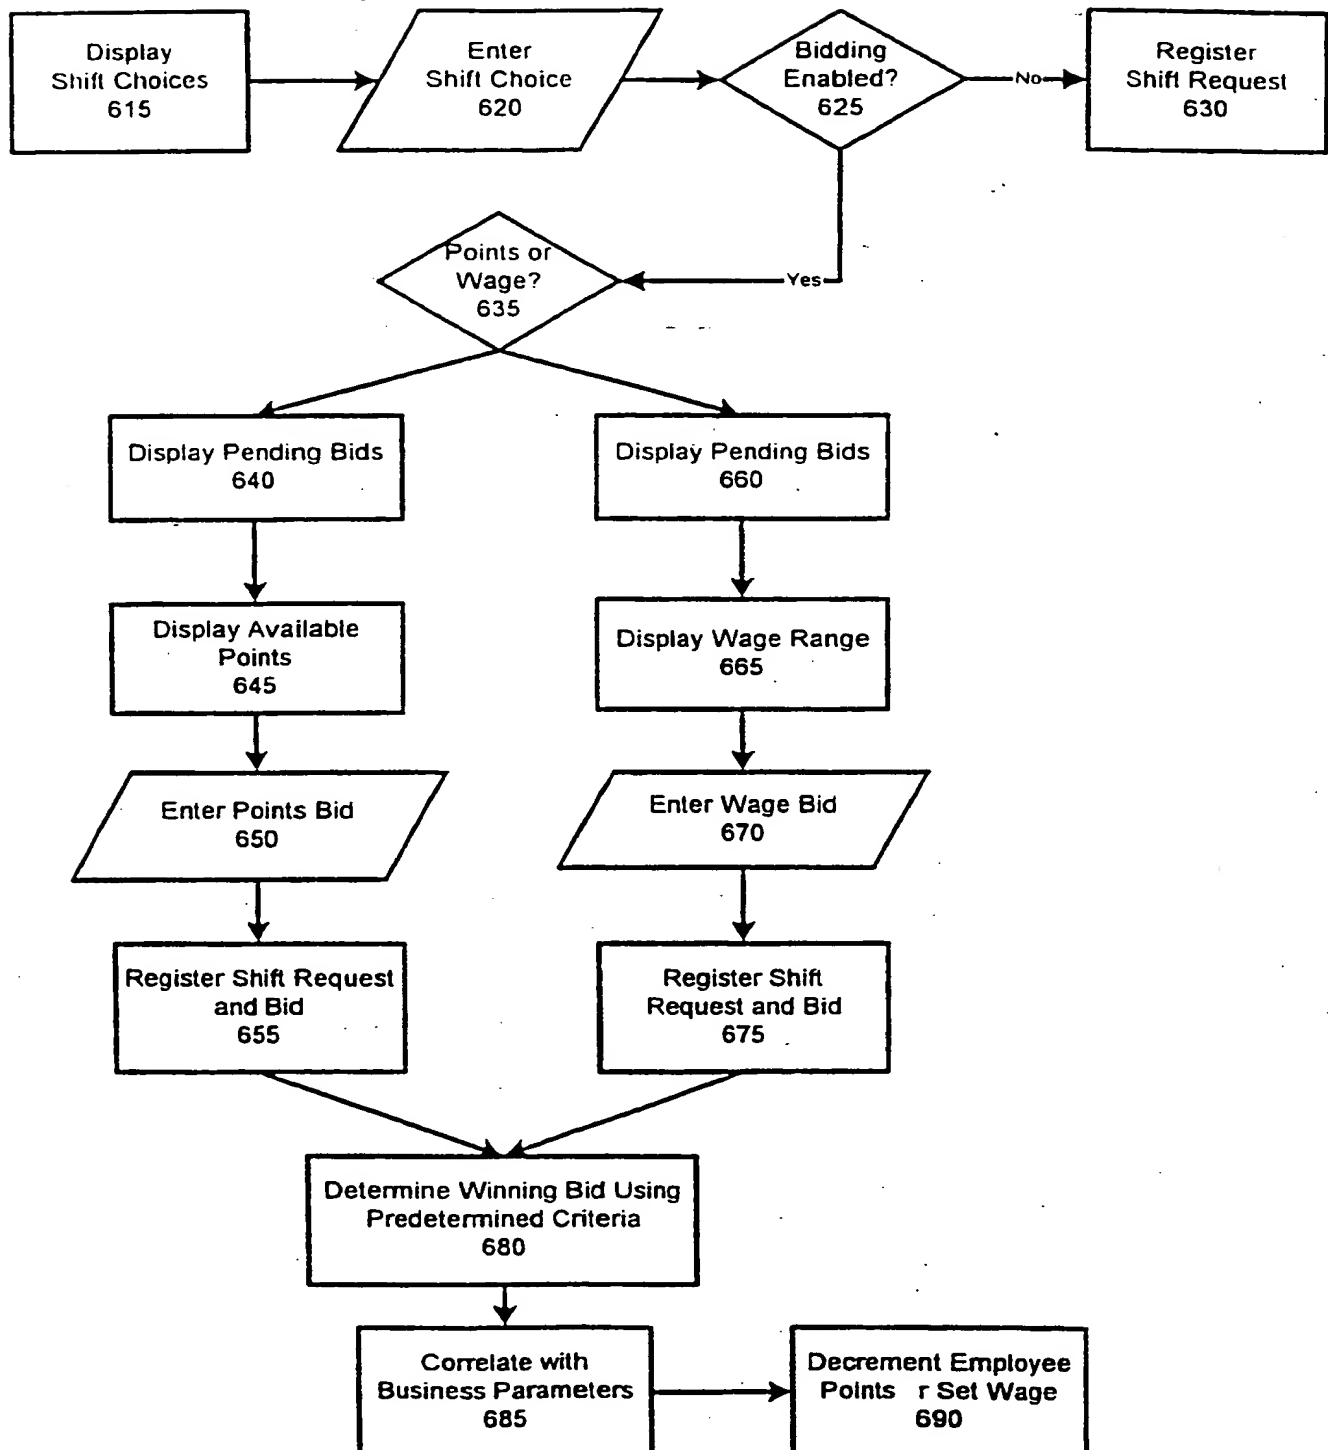 Display
Shift Choices
615
Enter
Shift Choice
620
Bidding
Enabled?
625
No
Register
Shift Request
630
Points or
Wage?
635
Yes
Display Pending Bids
640
Display Pending Bids
660
Display Available
Points
645
Display Wage Range
665
Enter Points Bid
650
Enter Wage Bid
670
Register Shift Request
and Bid
655
Register Shift
Request and Bid
675
Determine Winning Bid Using
Predetermined Criteria
680
Correlate with
Business Parameters
685
Decrement Employee
Points r Set Wage
690